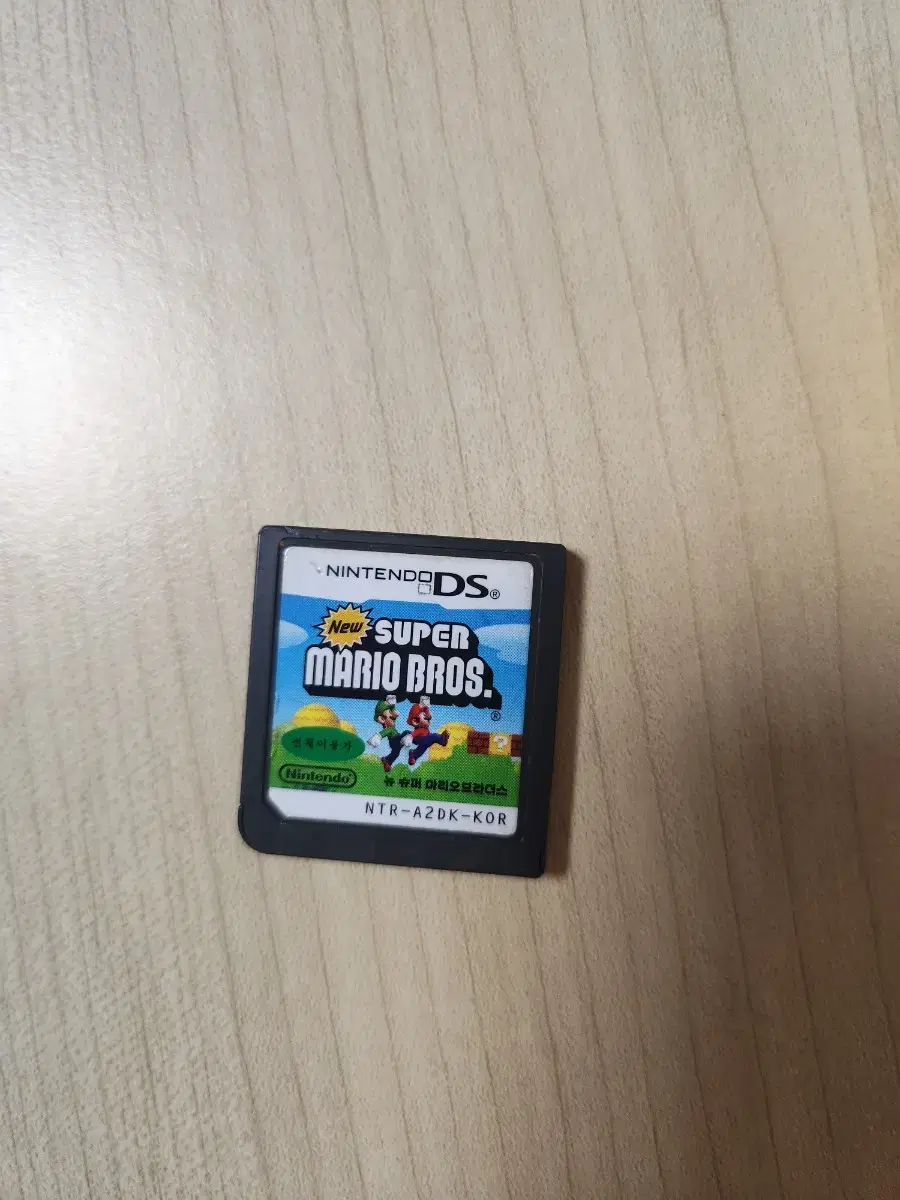 NINTENDO DS®
New SUPER
MARIO BROS.
®
?
전체이용가
Nintendo®
뉴 슈퍼 마리오브라더스
NTR-A2DK-KOR